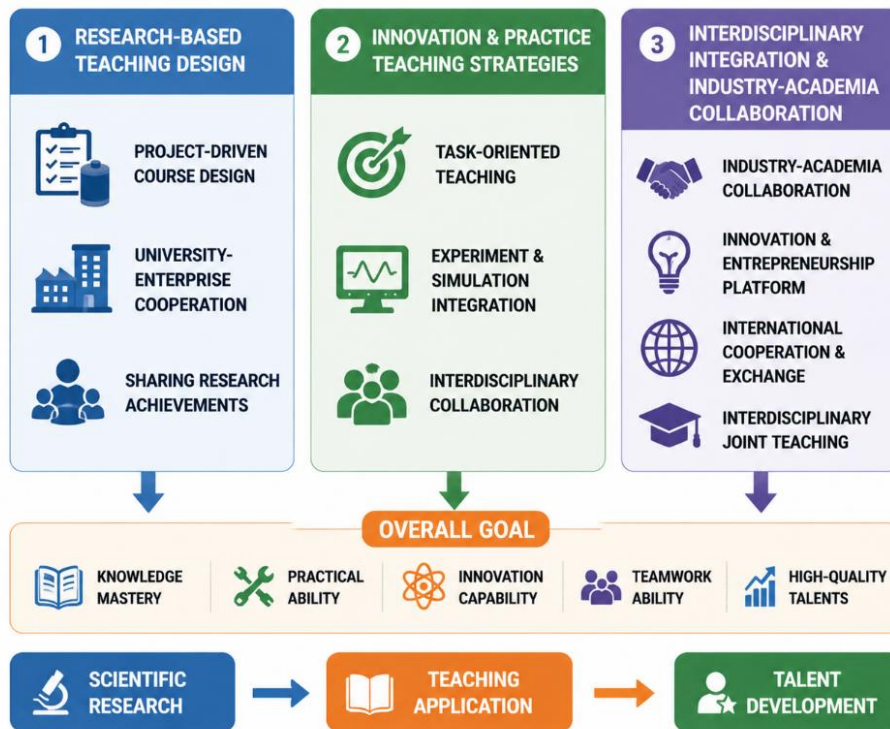 1
RESEARCH-BASED
TEACHING DESIGN
PROJECT-DRIVEN
COURSE DESIGN
UNIVERSITY-
ENTERPRISE
COOPERATION
SHARING RESEARCH
ACHIEVEMENTS
2
INNOVATION & PRACTICE
TEACHING STRATEGIES
TASK-ORIENTED
TEACHING
EXPERIMENT &
SIMULATION
INTEGRATION
INTERDISCIPLINARY
COLLABORATION
3
INTERDISCIPLINARY
INTEGRATION &
INDUSTRY-ACADEMIA
COLLABORATION
INDUSTRY-ACADEMIA
COLLABORATION
INNOVATION &
ENTREPRENEURSHIP
PLATFORM
INTERNATIONAL
COOPERATION &
EXCHANGE
INTERDISCIPLINARY
JOINT TEACHING
OVERALL GOAL
KNOWLEDGE
MASTERY
PRACTICAL
ABILITY
INNOVATION
CAPABILITY
TEAMWORK
ABILITY
HIGH-QUALITY
TALENTS
SCIENTIFIC
RESEARCH
TEACHING
APPLICATION
TALENT
DEVELOPMENT